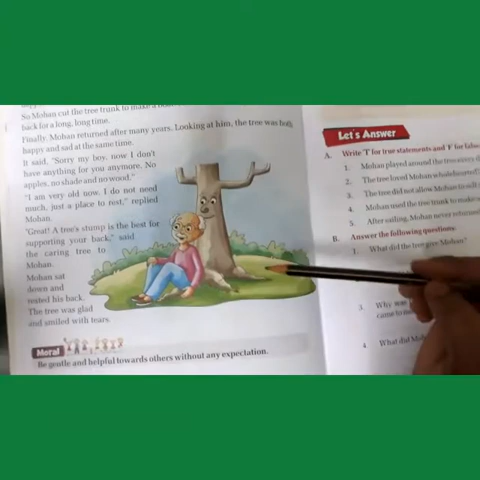 So Mohan cut the tree trunk to make a
back for a long, long time.
Finally, Mohan returned after many years. Looking at him, the tree was both
happy and sad at the same time.
It said, "Sorry my boy, now I don't
have anything for you anymore. No
apples, no shade and no wood."
"I am very old now. I do not need
much, just a place to rest," replied
Mohan.
"Great! A tree's stump is the best for
supporting your back," said
the caring tree to
Mohan.
Mohan sat
down and
rested his back.
The tree was glad
and smiled with tears.
Moral
Be gentle and helpful towards others without any expectation.
Let's Answer
A. Write 'T' for true statements and 'F' for false
1. Mohan played around the tree every
2. The tree loved Mohan wholeheartedly
3. The tree did not allow Mohan to sell
4. Mohan used the tree trunk to make
5. After sailing, Mohan never returned
B. Answer the following questions
1. What did the tree give Mohan?
3. Why was
came to
4. What did